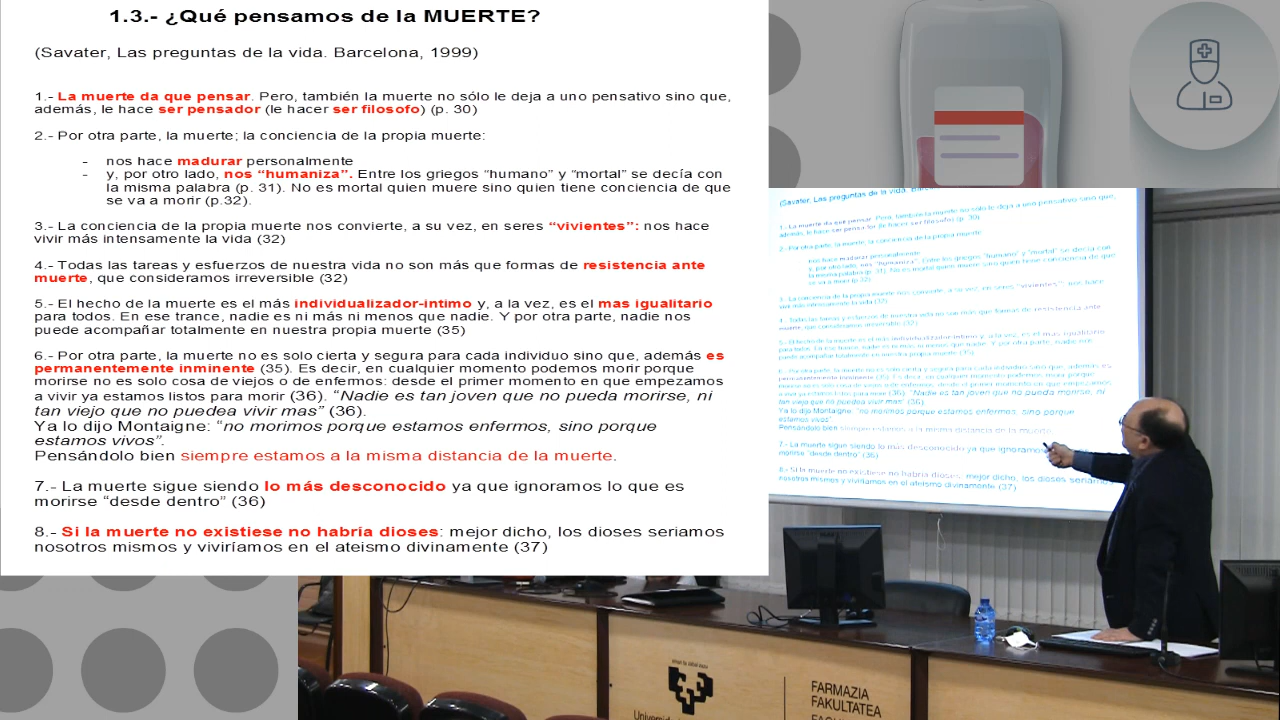 1.3.- ¿Qué pensamos de la MUERTE?
(Savater, Las preguntas de la vida. Barcelona, 1999)
1.- La muerte da que pensar. Pero, también la muerte no sólo le deja a uno pensativo sino que,
además, le hace ser pensador (le hacer ser filosofo) (p. 30)
2.- Por otra parte, la muerte; la conciencia de la propia muerte:
- nos hace madurar personalmente
- y, por otro lado, nos “humaniza”. Entre los griegos “humano” y “mortal” se decía con
la misma palabra (p. 31). No es mortal quien muere sino quien tiene conciencia de que
se va a morir (p.32).
3.- La conciencia de la propia muerte nos convierte, a su vez, en seres “vivientes”: nos hace
vivir más intensamente la vida (32)
4.- Todas las tareas y esfuerzos de nuestra vida no son más que formas de resistencia ante
muerte, que consideramos irreversible (32)
5.- El hecho de la muerte es el más individualizador-intimo y, a la vez, es el mas igualitario
para todos. En ese trance, nadie es ni más ni menos que nadie. Y por otra parte, nadie nos
puede acompañar totalmente en nuestra propia muerte (35)
6.- Por otra parte, la muerte no es sólo cierta y segura para cada individuo sino que, además es
permanentemente inminente (35). Es decir, en cualquier momento podemos morir porque
morirse no es solo cosa de viejos o de enfermos: desde el primer momento en que empezamos
a vivir ya estamos listos para morir (36). “Nadie es tan joven que no pueda morirse, ni
tan viejo que no puedea vivir mas” (36).
Ya lo dijo Montaigne: “no morimos porque estamos enfermos, sino porque
estamos vivos”.
Pensándolo bien siempre estamos a la misma distancia de la muerte.
7.- La muerte sigue siendo lo más desconocido ya que ignoramos lo que es
morirse “desde dentro” (36)
8.- Si la muerte no existiese no habría dioses: mejor dicho, los dioses seriamos
nosotros mismos y viviríamos en el ateismo divinamente (37)
FARMAZIA
FAKULTATEA